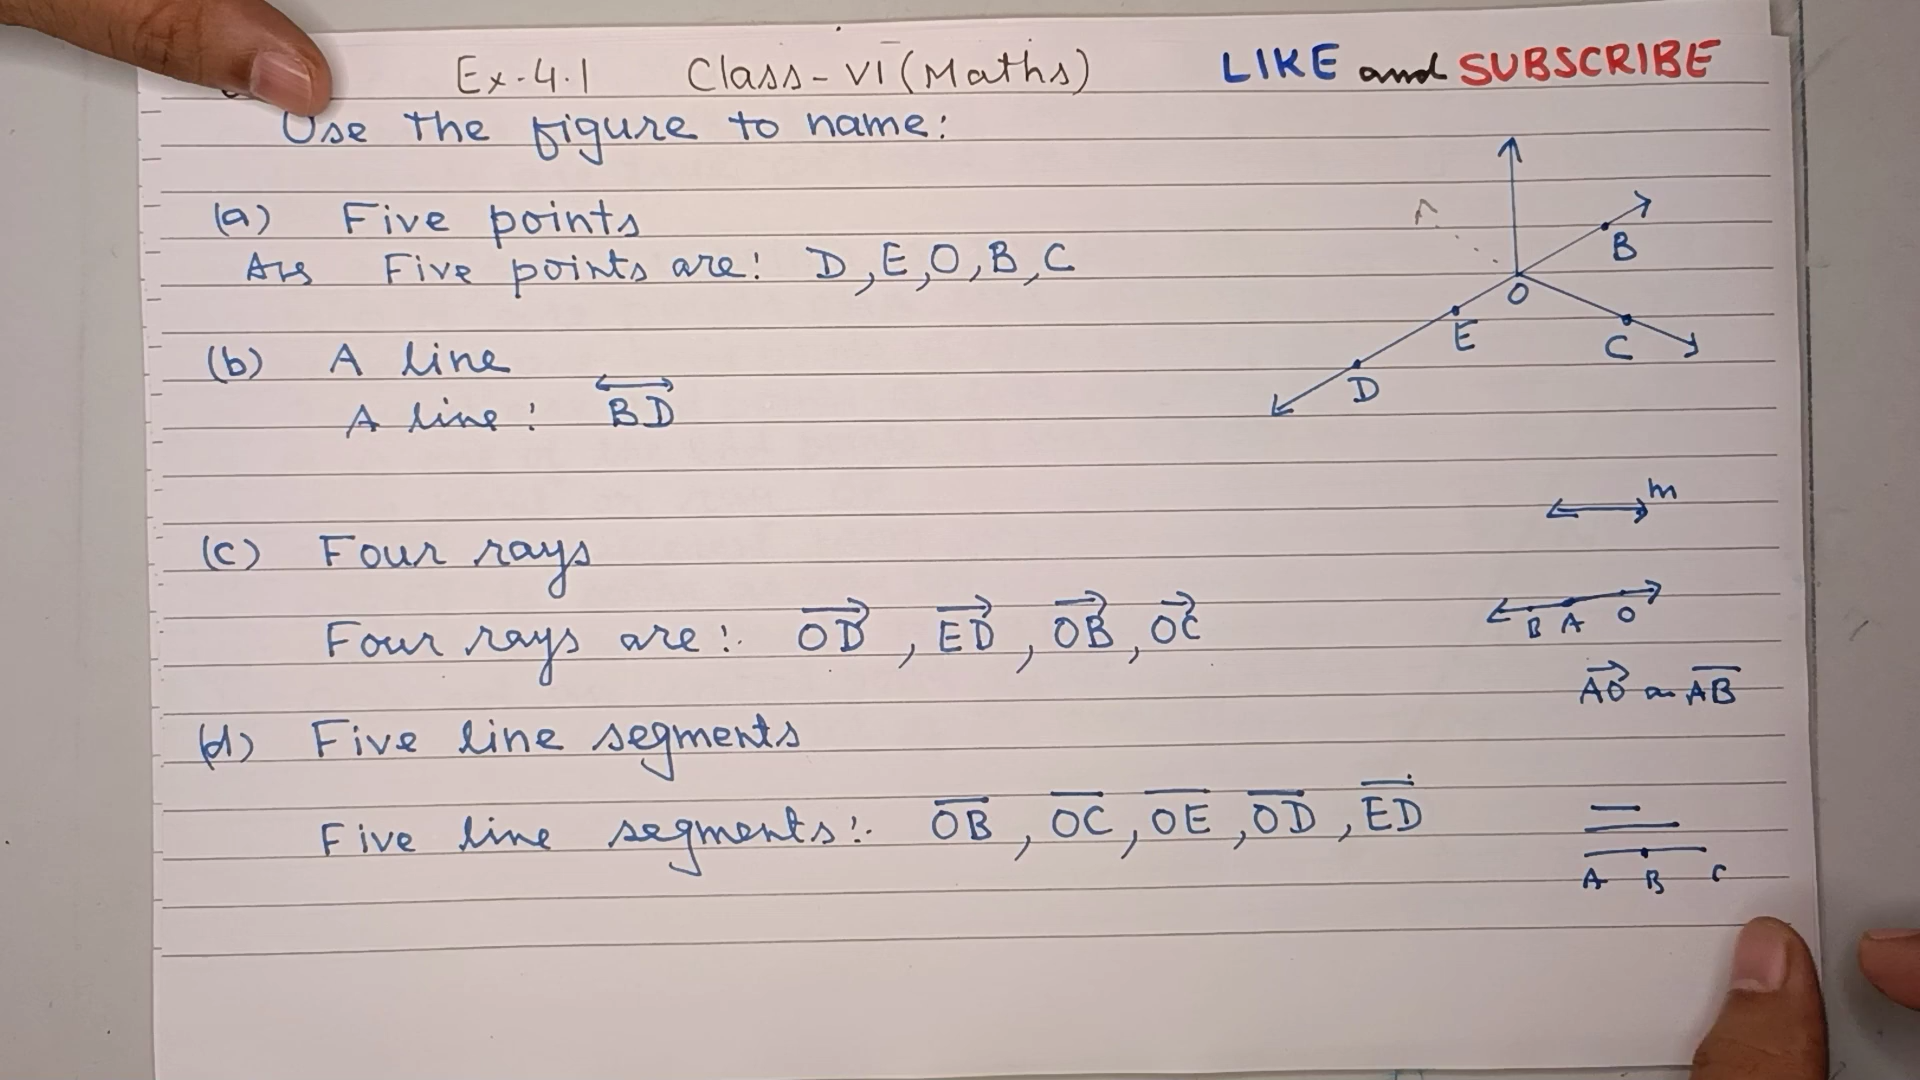 Ex-4.1 Class-VI (Maths) LIKE and SUBSCRIBE
Use the figure to name:
(a) Five points
Ans Five points are: D, E, O, B, C
(b) A line
A line: BD
(c) Four rays
Four rays are:. OD, ED, OB, OC
(d) Five line segments
Five line segments:. OB, OC, OE, OD, ED
B
O
E
C
D
m
B A O
AO or AB
A B C